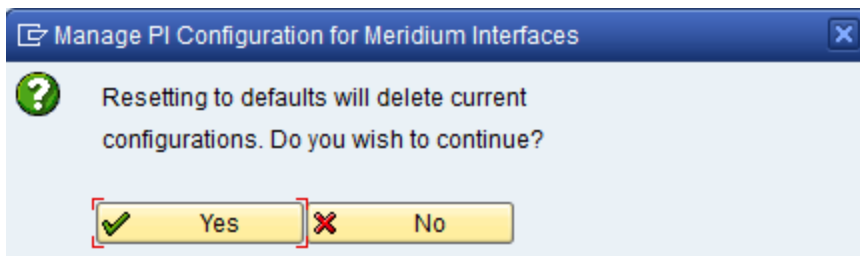 Manage PI Configuration for Meridium Interfaces
Resetting to defaults will delete current
configurations. Do you wish to continue?
Yes No